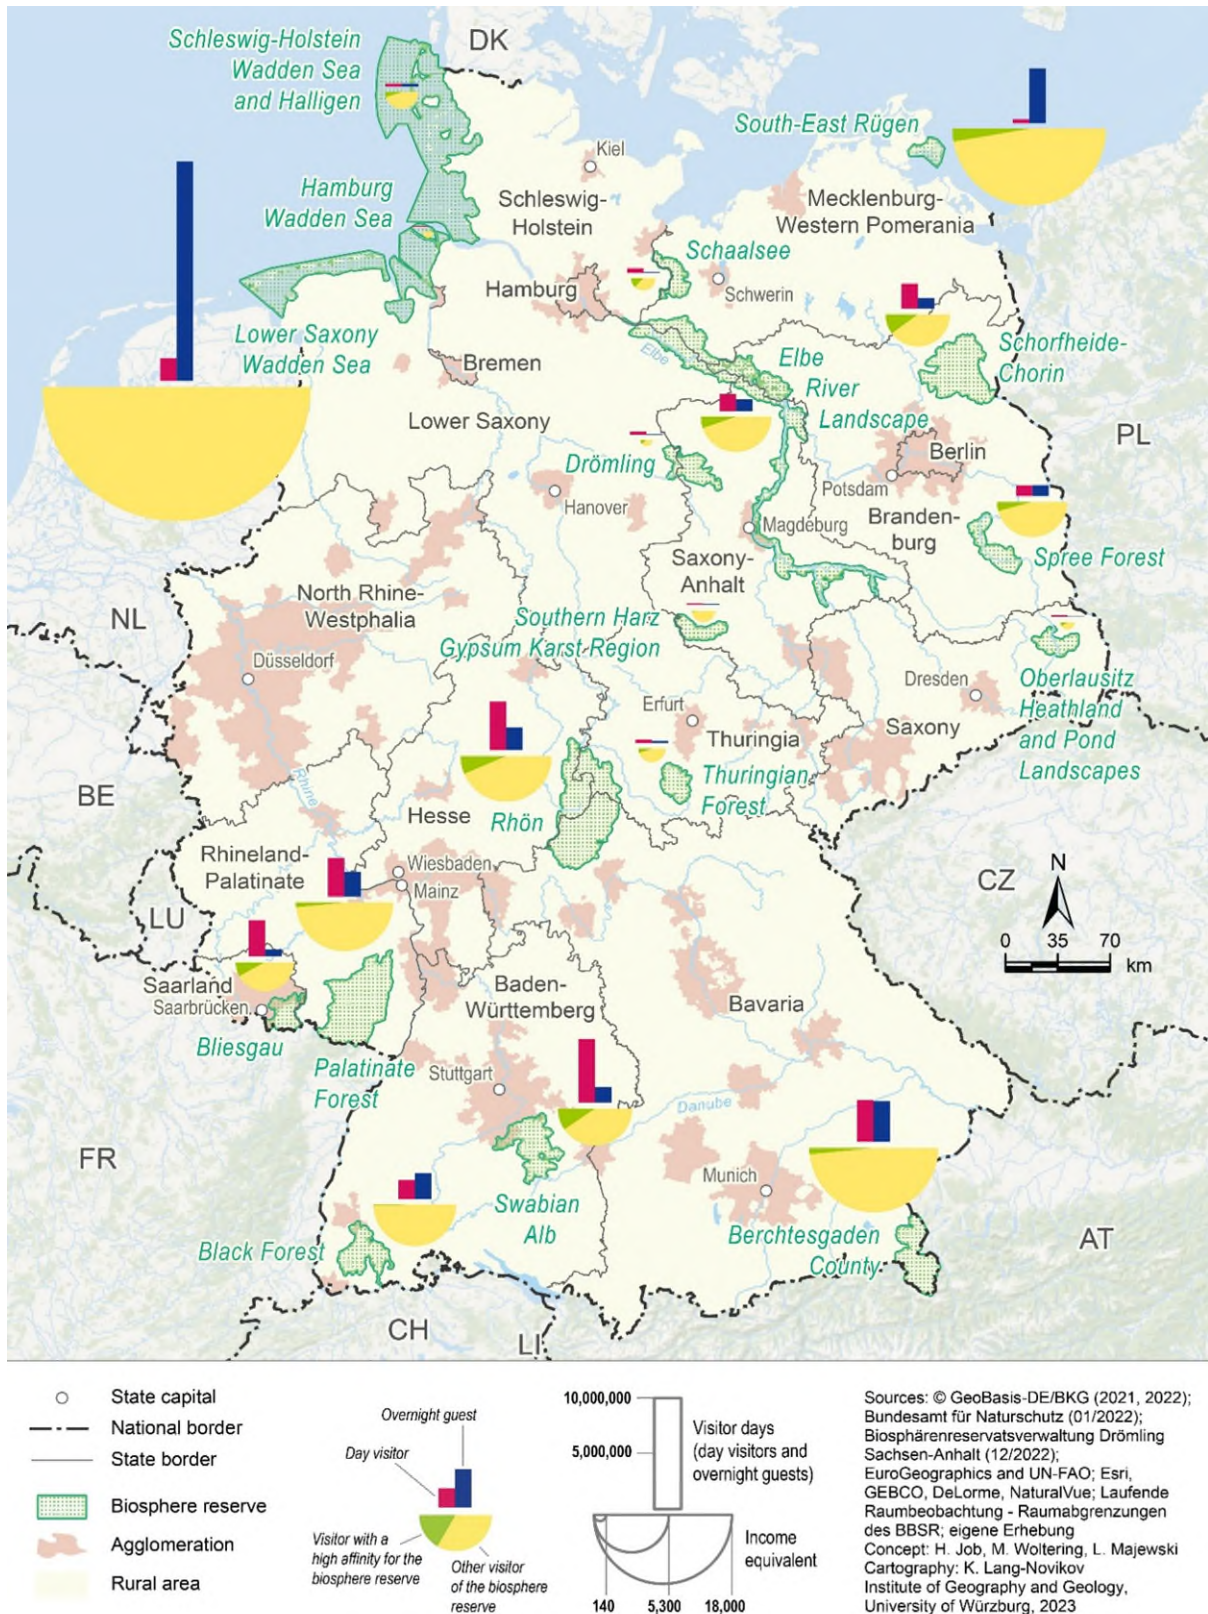 DK
Schleswig-Holstein
Wadden Sea
and Halligen
South-East Rügen
Kiel
Hamburg
Wadden Sea
Schleswig-
Holstein
Mecklenburg-
Western Pomerania
Schaalsee
Schwerin
Hamburg
Lower Saxony
Wadden Sea
Elbe
Bremen
Schorfheide-
Chorin
Elbe
River
Landscape
Lower Saxony
PL
Berlin
Drömling
Potsdam
Hanover
Magdeburg
Branden-
burg
Spree Forest
Saxony-
Anhalt
NL
North Rhine-
Westphalia
Southern Harz
Gypsum Karst Region
Düsseldorf
Dresden
Oberlausitz
Heathland
and Pond
Landscapes
Erfurt
Thuringia
Saxony
Rhine
BE
Thuringian
Forest
Hesse
Rhön
Rhineland-
Palatinate
Wiesbaden
Mainz
CZ
N
0 35 70
km
LU
Saarland
Saarbrücken
Baden-
Württemberg
Bavaria
Bliesgau
Palatinate
Forest
Stuttgart
Danube
FR
Munich
Swabian
Alb
Black Forest
Berchtesgaden
County
AT
CH
LI
State capital
National border
State border
Biosphere reserve
Agglomeration
Rural area
Overnight guest
Day visitor
Visitor with a
high affinity for the
biosphere reserve
Other visitor
of the biosphere
reserve
10,000,000
5,000,000
Visitor days
(day visitors and
overnight guests)
Income
equivalent
140 5,300 18,000
Sources: © GeoBasis-DE/BKG (2021, 2022);
Bundesamt für Naturschutz (01/2022);
Biosphärenreservatsverwaltung Drömling
Sachsen-Anhalt (12/2022);
EuroGeographics and UN-FAO; Esri,
GEBCO, DeLorme, NaturalVue; Laufende
Raumbeobachtung - Raumabgrenzungen
des BBSR; eigene Erhebung
Concept: H. Job, M. Woltering, L. Majewski
Cartography: K. Lang-Novikov
Institute of Geography and Geology,
University of Würzburg, 2023